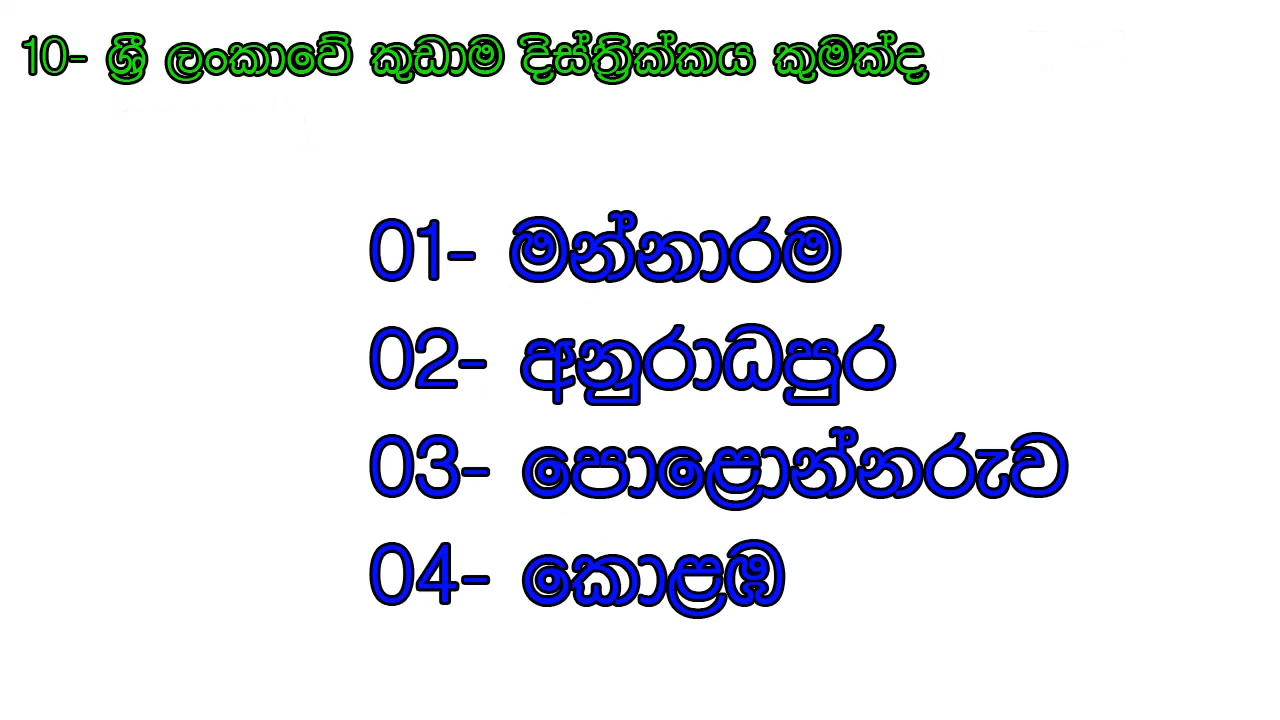 10- ශ්‍රී ලංකාවේ කුඩාම දිස්ත්‍රික්කය කුමක්ද
01- මන්නාරම
02- අනුරාධපුර
03- පොළොන්නරුව
04- කොළඹ